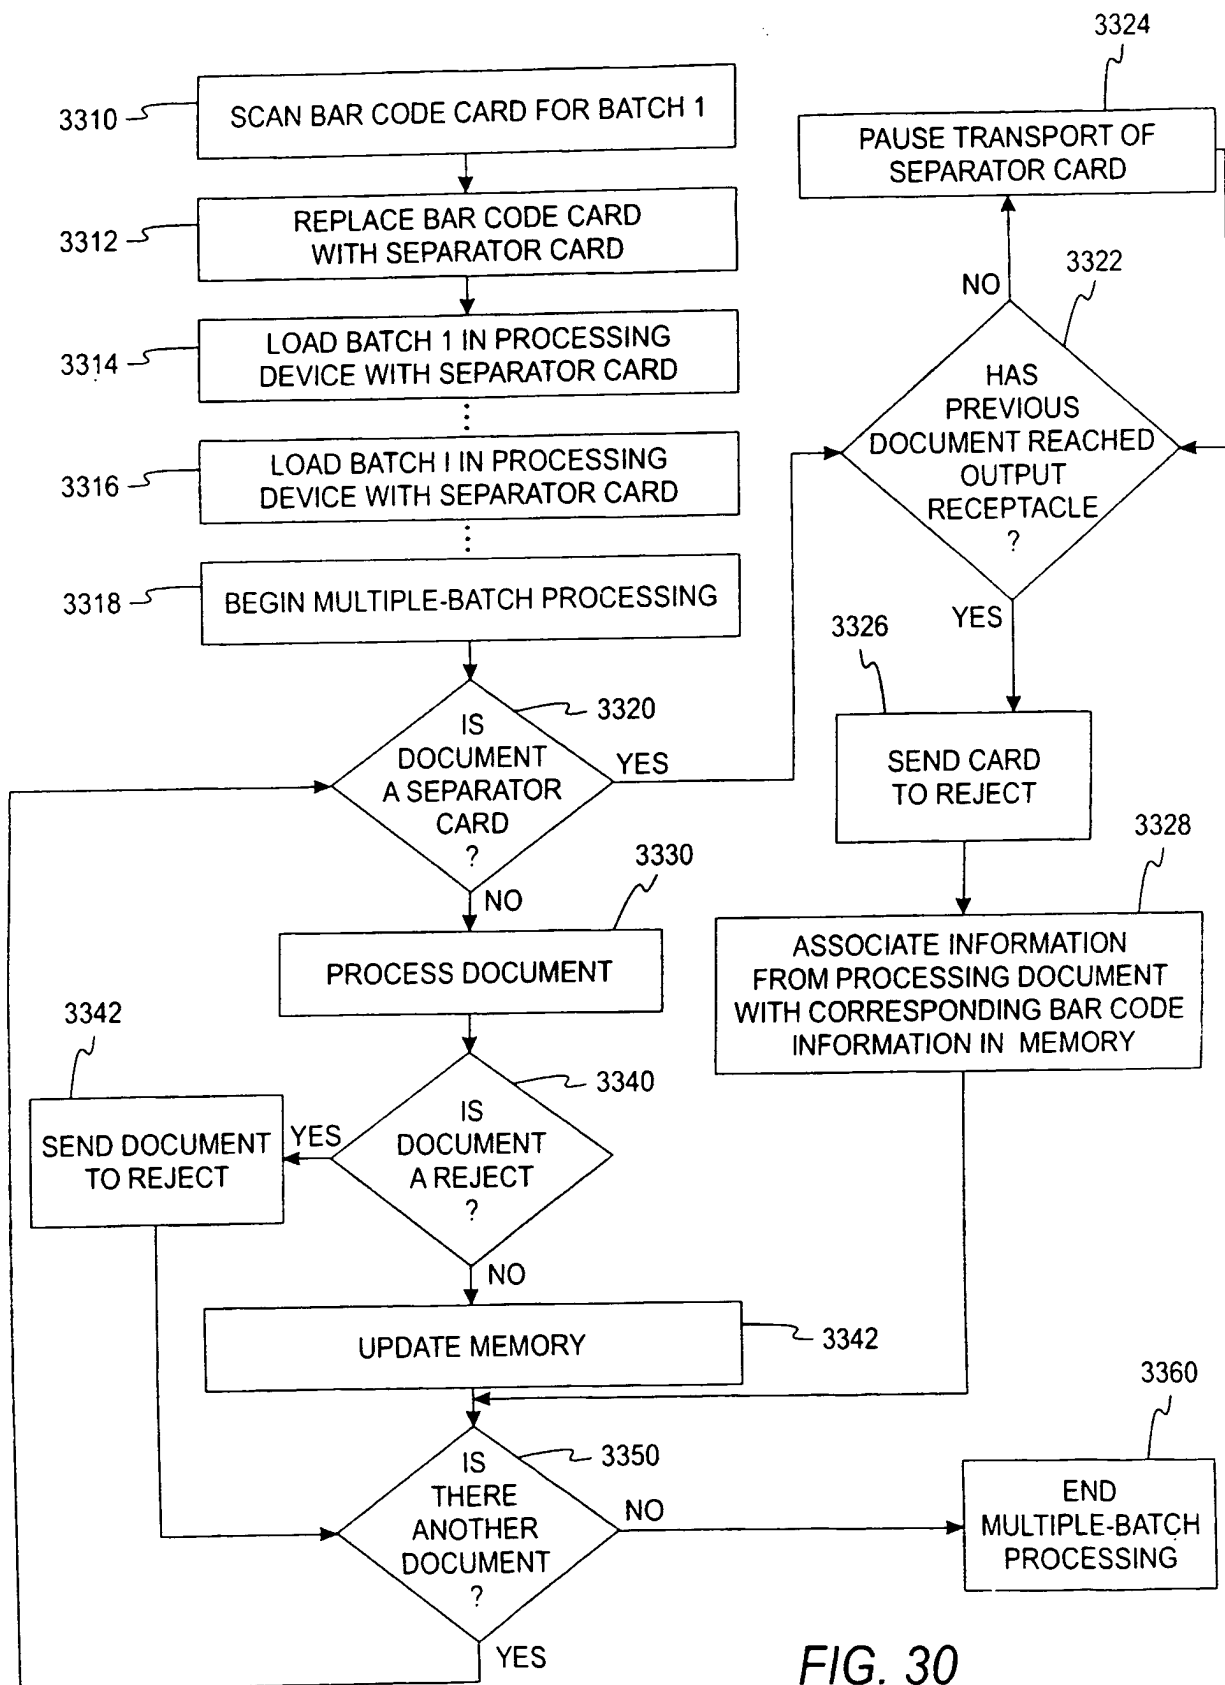 3310
SCAN BAR CODE CARD FOR BATCH 1
3312
REPLACE BAR CODE CARD
WITH SEPARATOR CARD
3314
LOAD BATCH 1 IN PROCESSING
DEVICE WITH SEPARATOR CARD
3316
LOAD BATCH I IN PROCESSING
DEVICE WITH SEPARATOR CARD
3318
BEGIN MULTIPLE-BATCH PROCESSING
3320
IS
DOCUMENT
A SEPARATOR
CARD
?
YES
NO
3324
PAUSE TRANSPORT OF
SEPARATOR CARD
NO
3322
HAS
PREVIOUS
DOCUMENT REACHED
OUTPUT
RECEPTACLE
?
YES
3326
SEND CARD
TO REJECT
3328
ASSOCIATE INFORMATION
FROM PROCESSING DOCUMENT
WITH CORRESPONDING BAR CODE
INFORMATION IN MEMORY
3330
PROCESS DOCUMENT
3340
IS
DOCUMENT
A REJECT
?
YES
NO
3342
SEND DOCUMENT
TO REJECT
UPDATE MEMORY
3342
3350
IS
THERE
ANOTHER
DOCUMENT
?
NO
YES
3360
END
MULTIPLE-BATCH
PROCESSING
FIG. 30